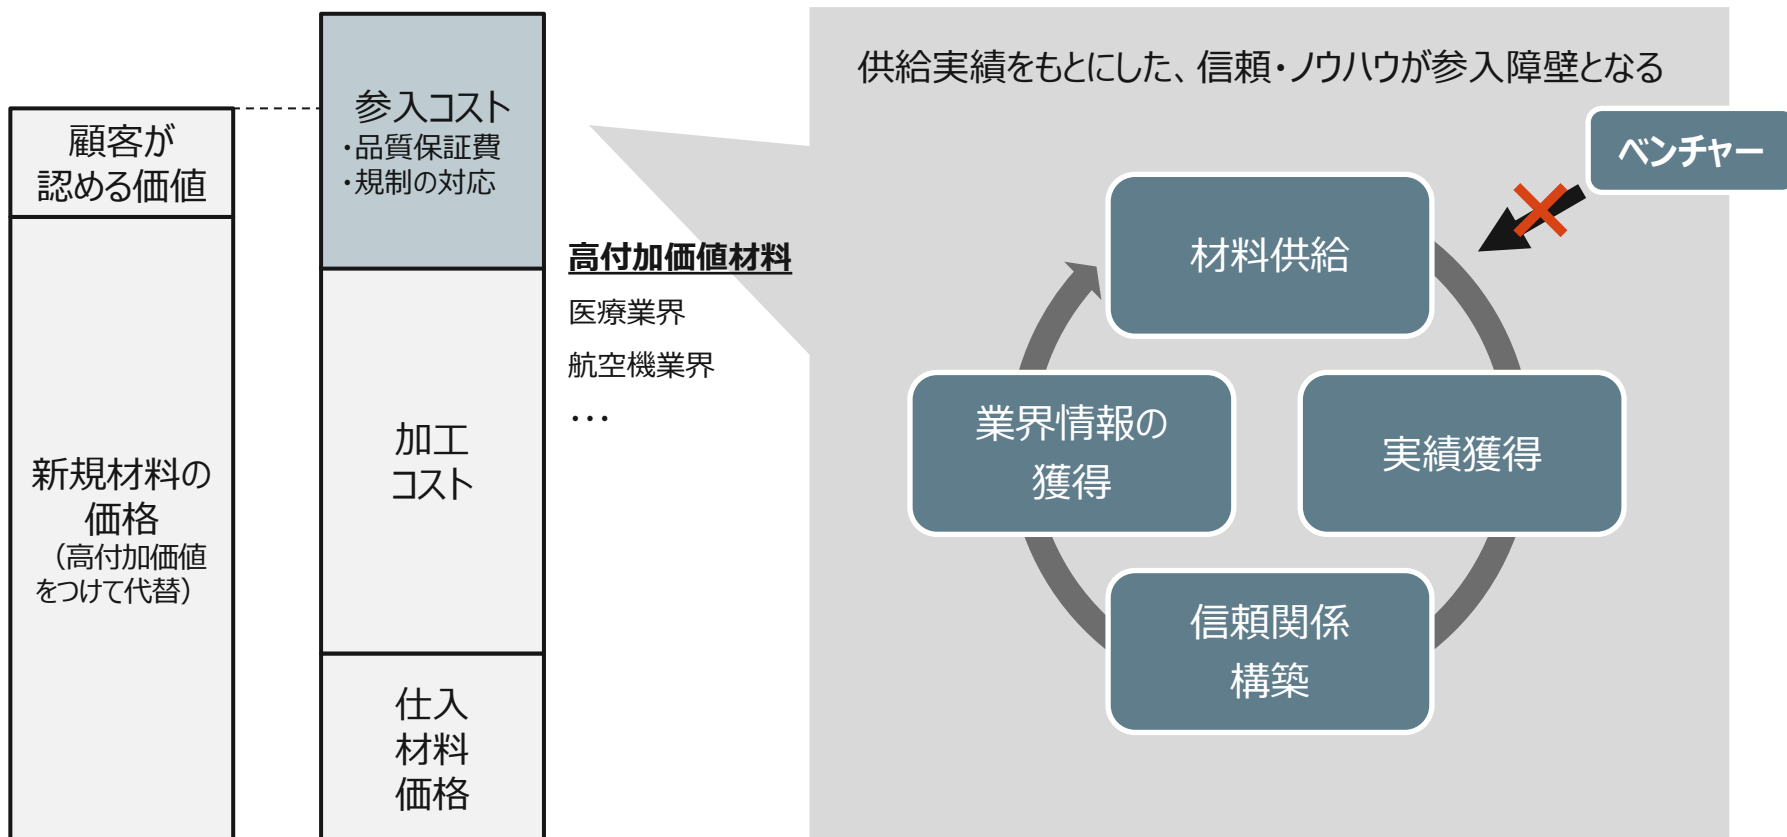 顧客が
認める価値
新規材料の
価格
（高付加価値
をつけて代替）
参入コスト
・品質保証費
・規制の対応
加工
コスト
仕入
材料
価格
高付加価値材料
医療業界
航空機業界
・・・
供給実績をもとにした、信頼・ノウハウが参入障壁となる
ベンチャー
材料供給
実績獲得
信頼関係
構築
業界情報の
獲得